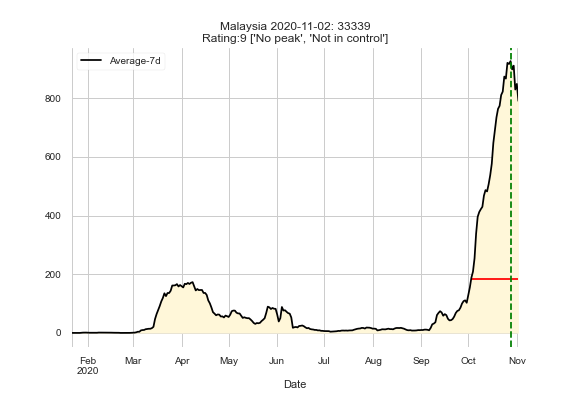 Malaysia 2020-11-02: 33339
Rating:9 ['No peak', 'Not in control']
Average-7d
800
600
400
200
0
Feb Mar Apr May Jun Jul Aug Sep Oct Nov
2020
Date